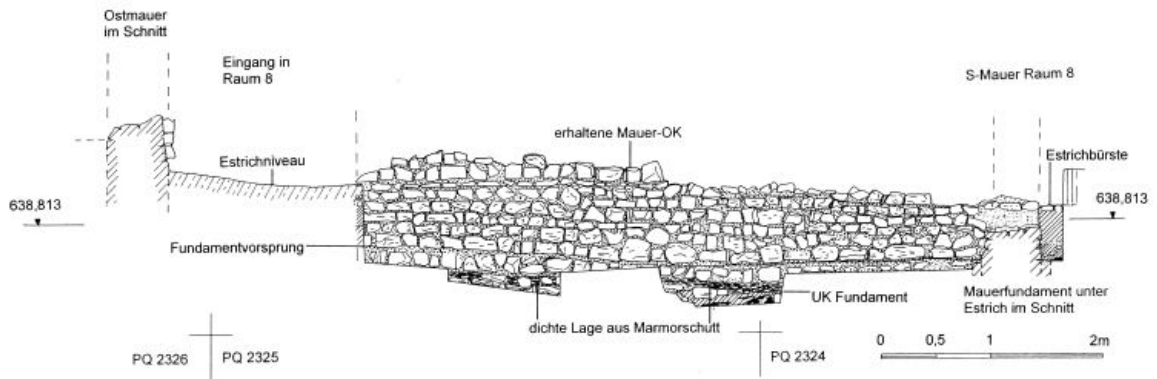 Ostmauer
im Schnitt
Eingang in
Raum 8
S-Mauer Raum 8
erhaltene Mauer-OK
Estrichniveau
Estrichbürste
638,813
638,813
Fundamentvorsprung
UK Fundament
Mauerfundament unter
Estrich im Schnitt
dichte Lage aus Marmorschutt
PQ 2326
PQ 2325
PQ 2324
0 0,5 1 2m